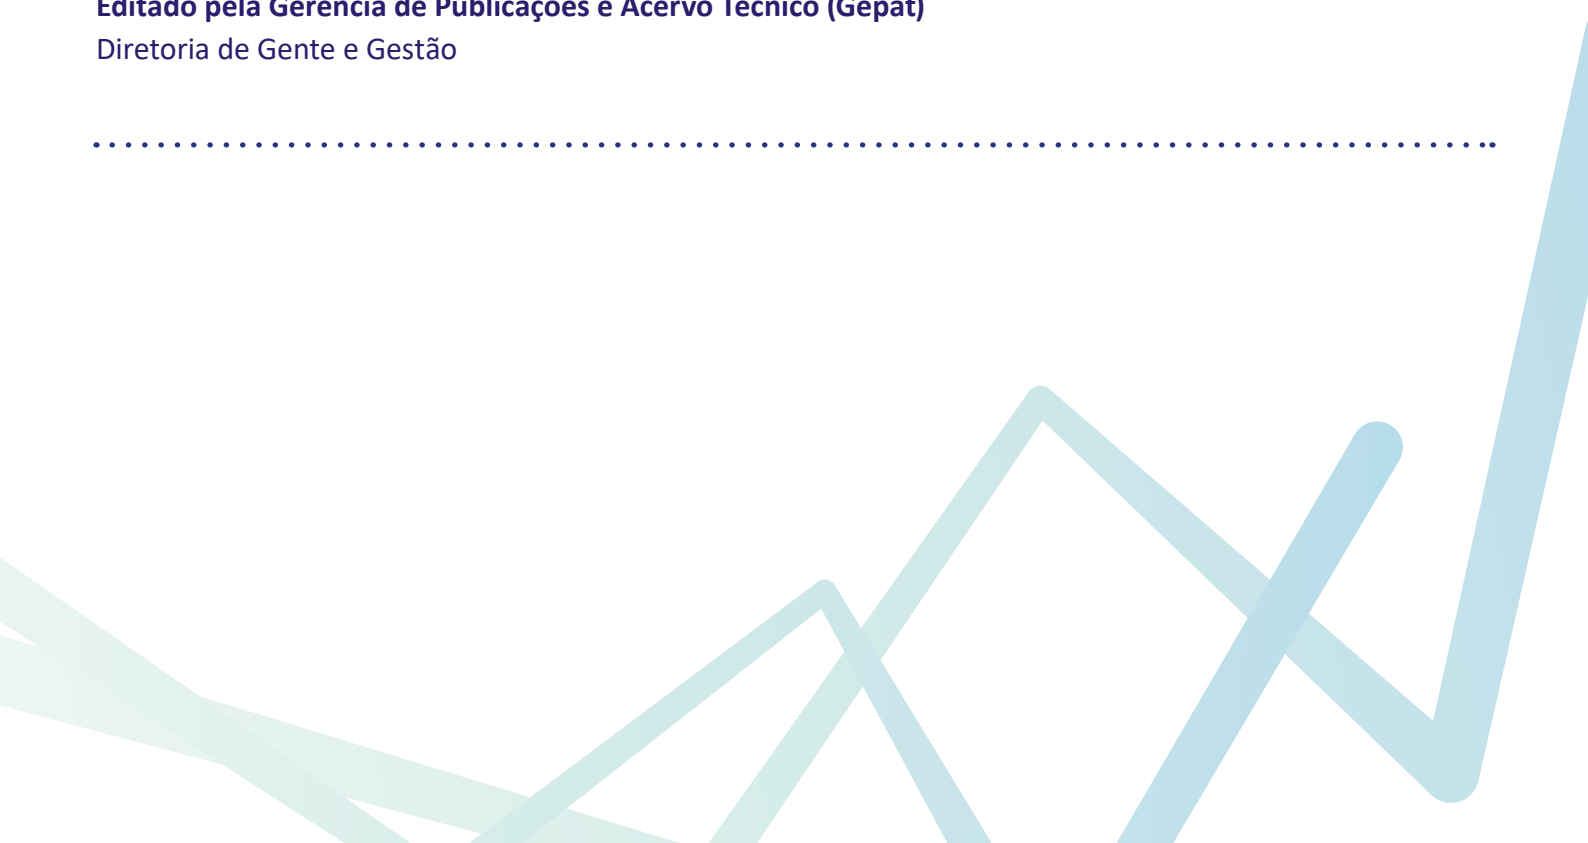 Editado pela Gerência de Publicações e Acervo Técnico (Gepat)
Diretoria de Gente e Gestão